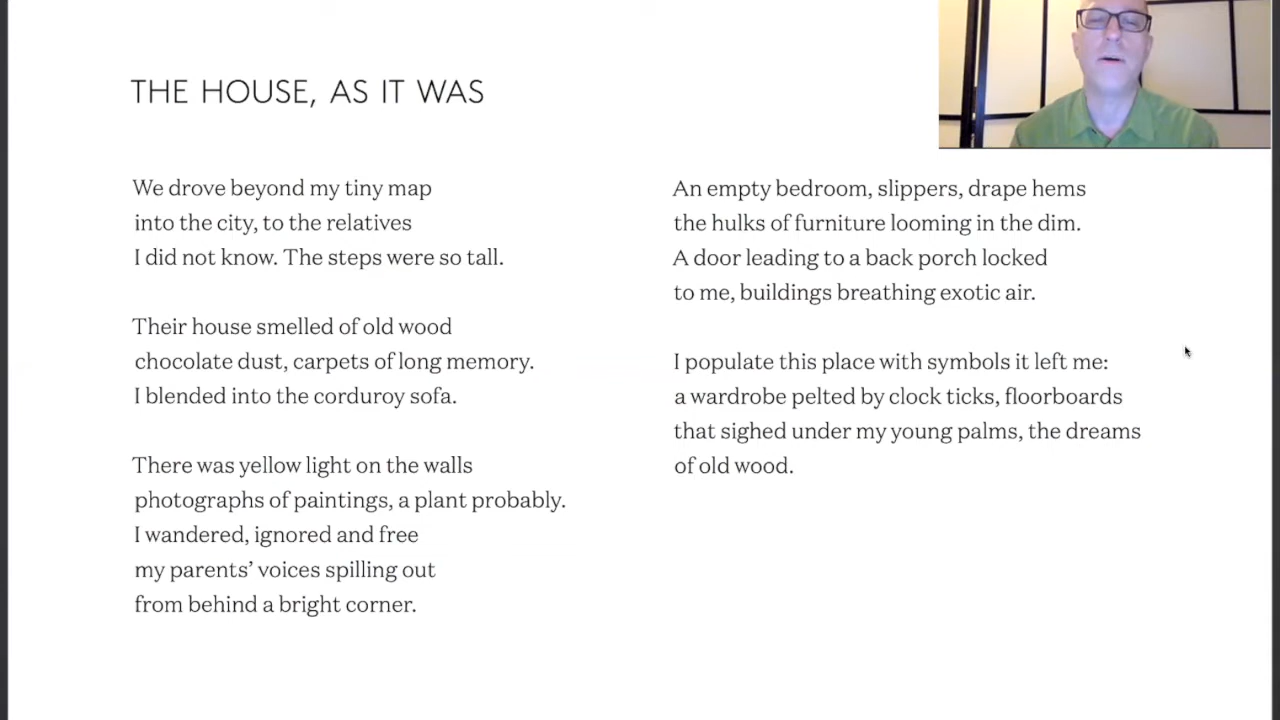 THE HOUSE, AS IT WAS
We drove beyond my tiny map
into the city, to the relatives
I did not know. The steps were so tall.
Their house smelled of old wood
chocolate dust, carpets of long memory.
I blended into the corduroy sofa.
There was yellow light on the walls
photographs of paintings, a plant probably.
I wandered, ignored and free
my parents’ voices spilling out
from behind a bright corner.
An empty bedroom, slippers, drape hems
the hulks of furniture looming in the dim.
A door leading to a back porch locked
to me, buildings breathing exotic air.
I populate this place with symbols it left me:
a wardrobe pelted by clock ticks, floorboards
that sighed under my young palms, the dreams
of old wood.